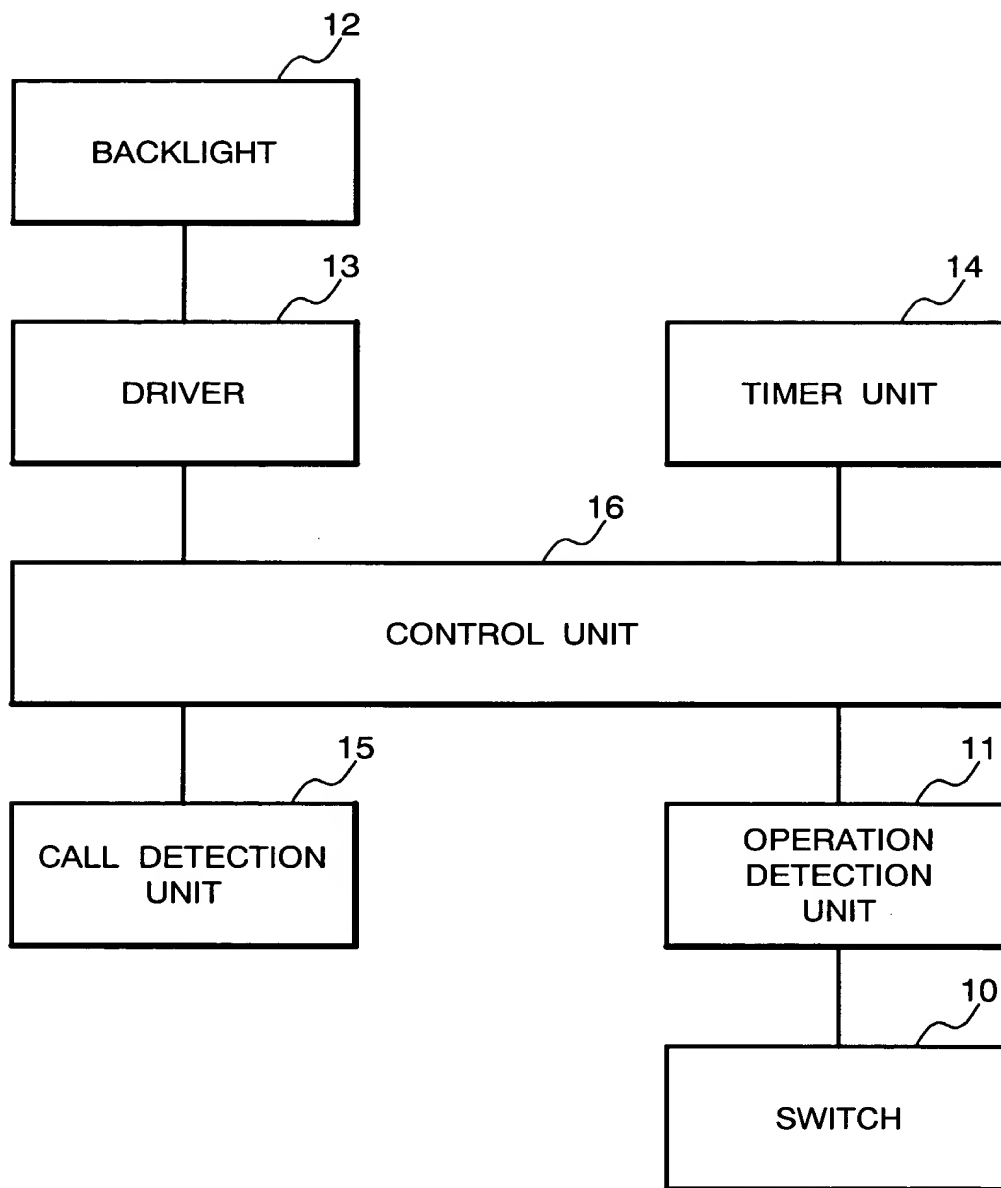 12
BACKLIGHT
13
DRIVER
14
TIMER UNIT
16
CONTROL UNIT
15
CALL DETECTION
UNIT
11
OPERATION
DETECTION
UNIT
10
SWITCH